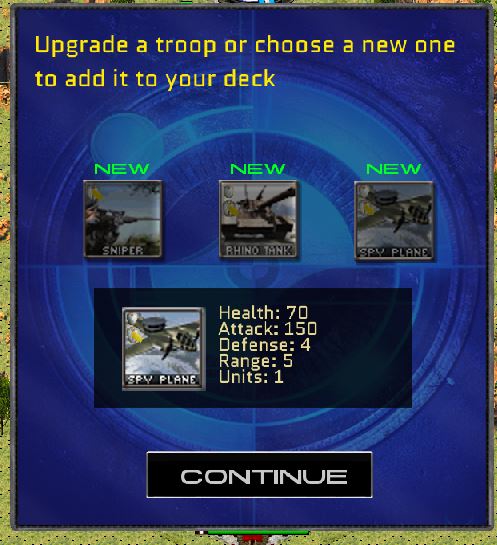 Upgrade a troop or choose a new one
to add it to your deck
NEW NEW NEW
SNIPER RHINO TANK SPY PLANE
Health: 70
Attack: 150
Defense: 4
Range: 5
Units: 1
SPY PLANE
CONTINUE